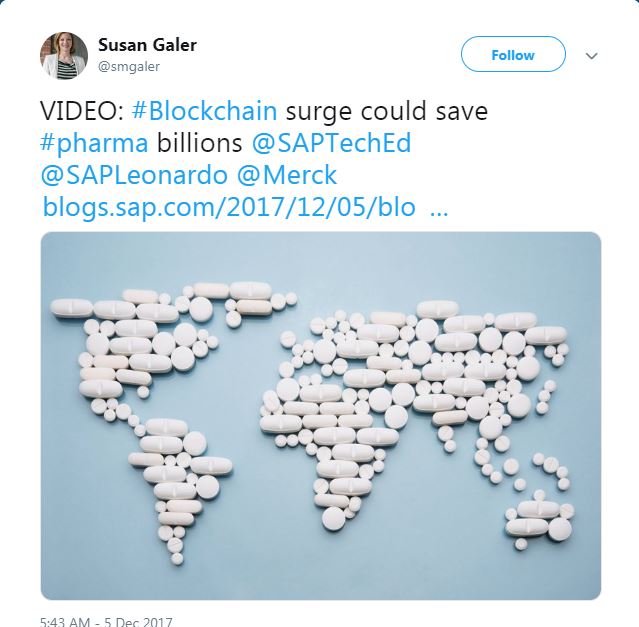 Susan Galer
@smgaler
Follow
VIDEO: #Blockchain surge could save
#pharma billions @SAPTechEd
@SAPLeonardo @Merck
blogs.sap.com/2017/12/05/blo …
5:43 AM - 5 Dec 2017